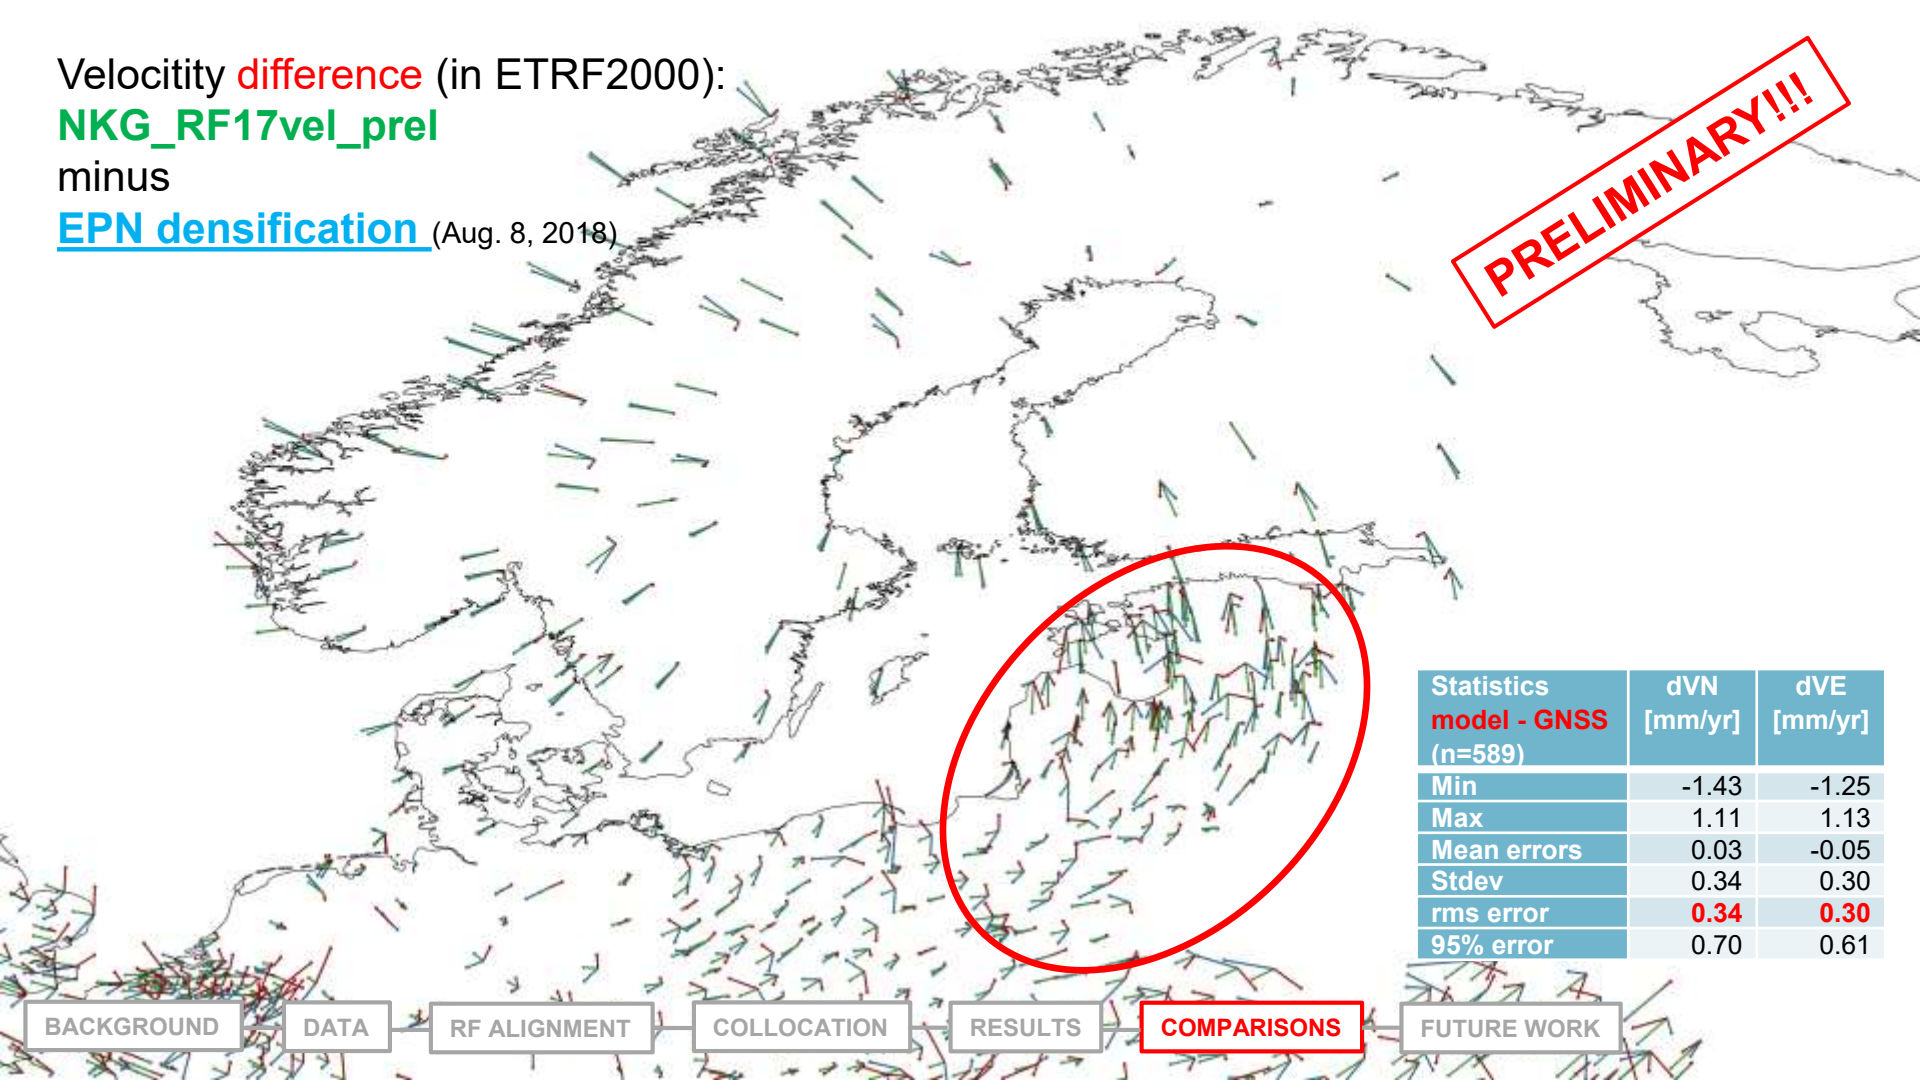 Velocitity difference (in ETRF2000):
NKG_RF17vel_prel
minus
EPN densification (Aug. 8, 2018)
PRELIMINARY!!!
Statistics dVN dVE
model - GNSS [mm/yr] [mm/yr]
(n=589)
Min -1.43 -1.25
Max 1.11 1.13
Mean errors 0.03 -0.05
Stdev 0.34 0.30
rms error 0.34 0.30
95% error 0.70 0.61
BACKGROUND DATA RF ALIGNMENT COLLOCATION RESULTS COMPARISONS FUTURE WORK